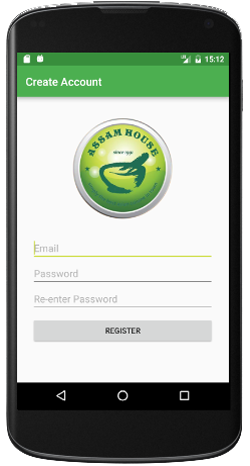 15:12
Create Account
ASSAM HOUSE
Email
Password
Re-enter Password
REGISTER